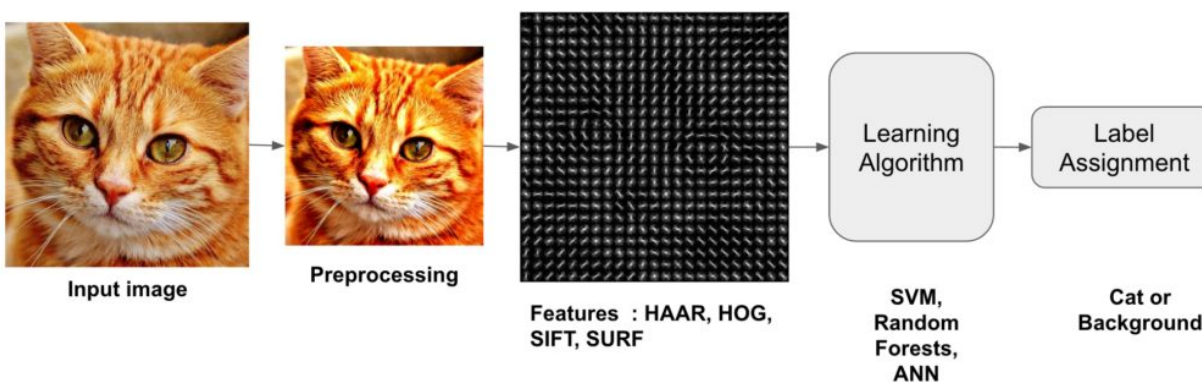 Learning
Algorithm
Label
Assignment
Input image
Preprocessing
Features : HAAR, HOG,
SIFT, SURF
SVM,
Random
Forests,
ANN
Cat or
Background